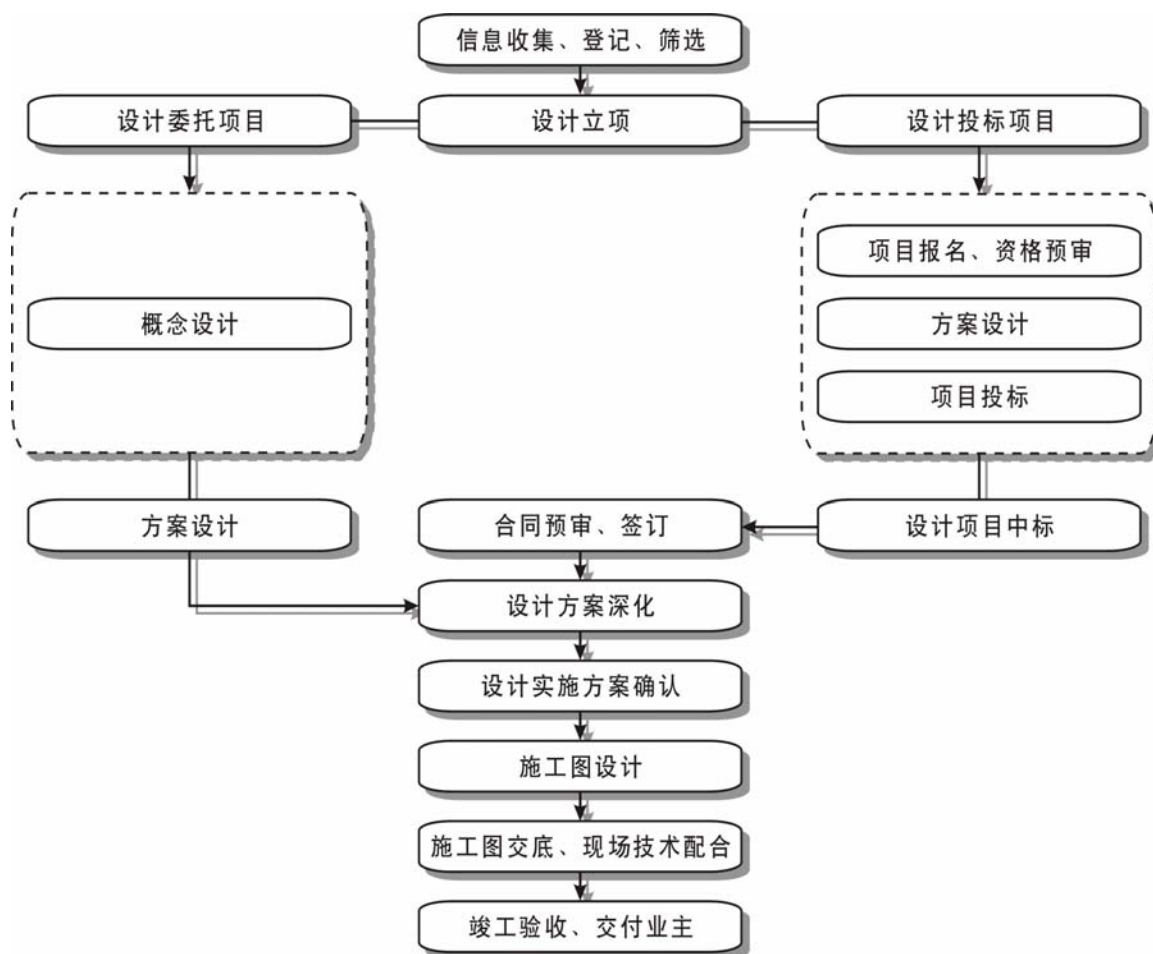 信息收集、登记、筛选
设计委托项目
设计立项
设计投标项目
项目报名、资格预审
概念设计
方案设计
项目投标
方案设计
合同预审、签订
设计项目中标
设计方案深化
设计实施方案确认
施工图设计
施工图交底、现场技术配合
竣工验收、交付业主